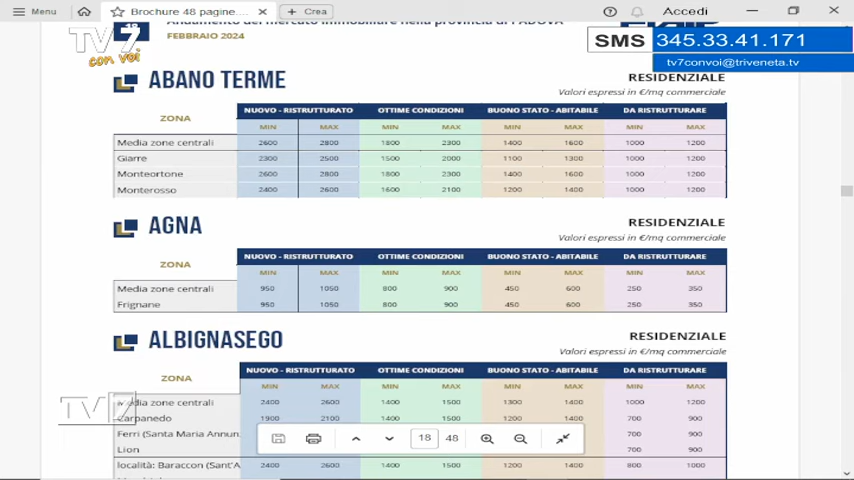 Menu
Brochure 48 pagine....
Crea
Accedi
Andamento del mercato immobiliare nella provincia di PADOVA
18
FEBBRAIO 2024
TV7
con voi
SMS 345.33.41.171
tv7convoi@triveneta.tv
ABANO TERME
RESIDENZIALE
Valori espressi in €/mq commerciale
ZONA NUOVO - RISTRUTTURATO OTTIME CONDIZIONI BUONO STATO - ABITABILE DA RISTRUTTURARE
MIN MAX MIN MAX MIN MAX MIN MAX
Media zone centrali 2600 2800 1800 2300 1400 1600 1000 1200
Giarre 2300 2500 1500 2000 1100 1300 1000 1200
Monteortone 2600 2800 1800 2300 1400 1600 1000 1200
Monterosso 2400 2600 1600 2100 1200 1400 1000 1200
AGNA
RESIDENZIALE
Valori espressi in €/mq commerciale
ZONA NUOVO - RISTRUTTURATO OTTIME CONDIZIONI BUONO STATO - ABITABILE DA RISTRUTTURARE
MIN MAX MIN MAX MIN MAX MIN MAX
Media zone centrali 950 1050 800 900 450 600 250 350
Frignane 950 1050 800 900 450 600 250 350
ALBIGNASEGO
RESIDENZIALE
Valori espressi in €/mq commerciale
ZONA NUOVO - RISTRUTTURATO OTTIME CONDIZIONI BUONO STATO - ABITABILE DA RISTRUTTURARE
MIN MAX MIN MAX MIN MAX MIN MAX
Media zone centrali 2400 2600 1400 1500 1300 1400 1000 1200
Carpanedo 1900 2100 1400 1500 1200 1400 700 900
Ferri (Santa Maria Annun 700 900
Lion 700 900
località: Baraccon (Sant'A 2400 2600 1400 1500 1200 1400 800 1000
TV7
18 48